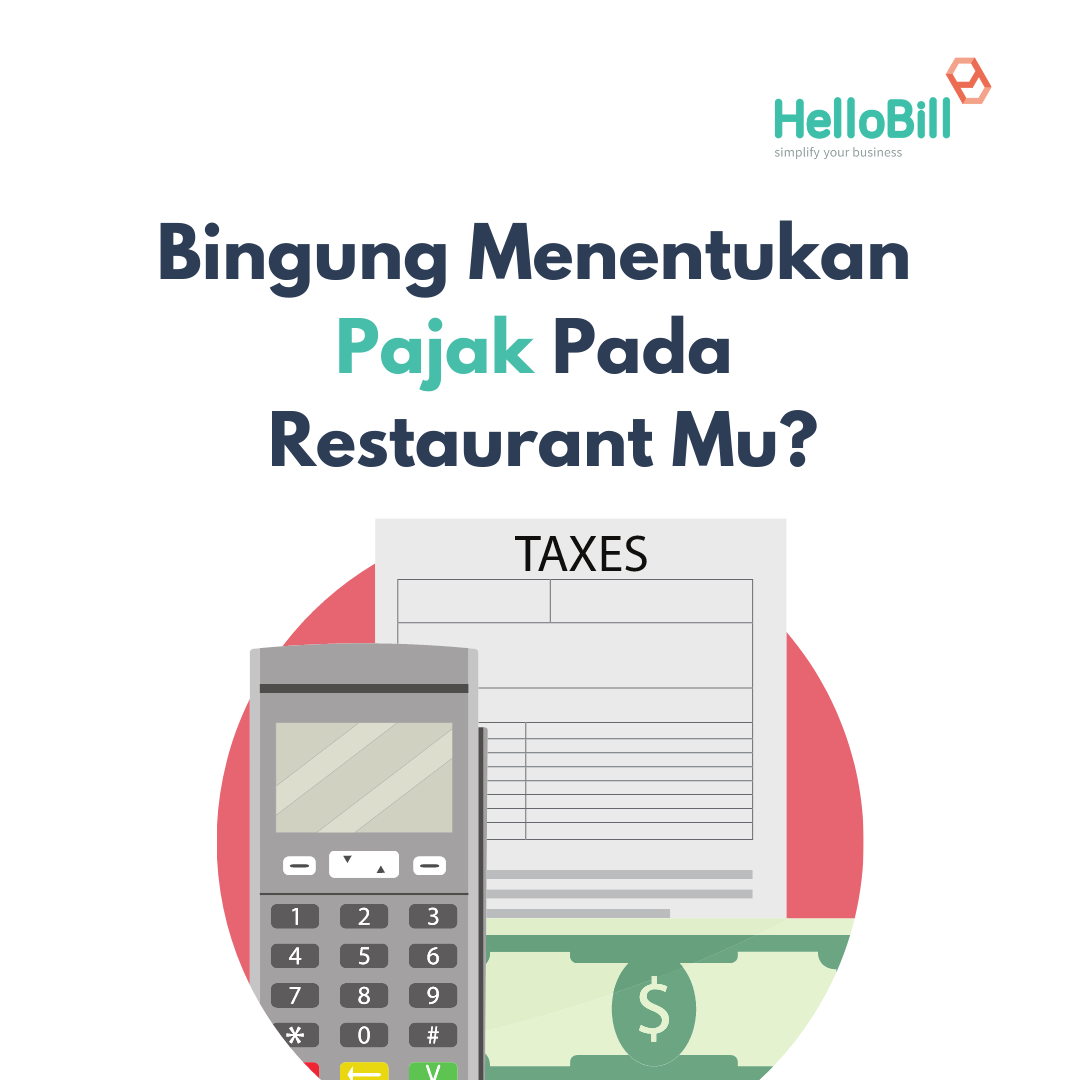 HelloBill
simplify your business
Bingung Menentukan
Pajak Pada
Restaurant Mu?
TAXES
1 2 3
4 5 6
7 8 9
* 0 #
$